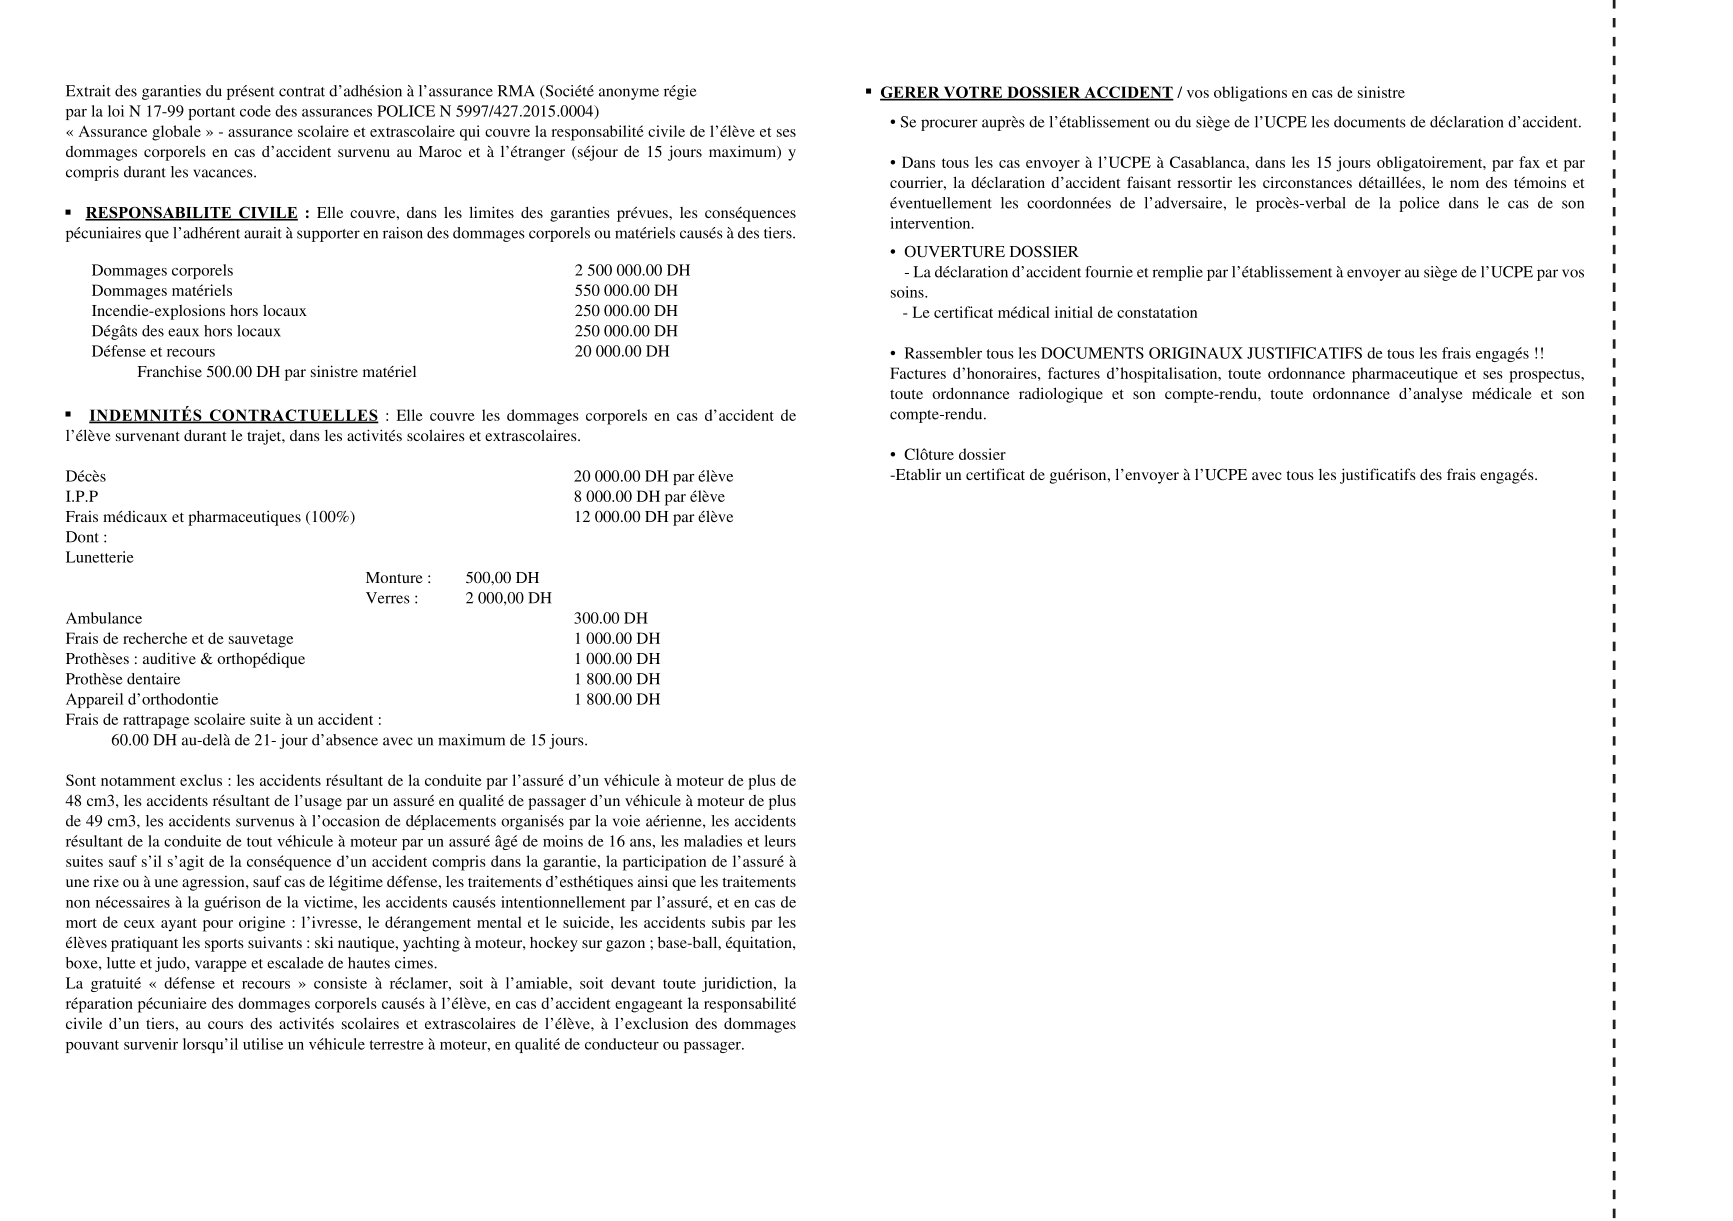 Extrait des garanties du présent contrat d’adhésion à l’assurance RMA (Société anonyme régie
par la loi N 17-99 portant code des assurances POLICE N 5997/427.2015.0004)
« Assurance globale » - assurance scolaire et extrascolaire qui couvre la responsabilité civile de l’élève et ses
dommages corporels en cas d’accident survenu au Maroc et à l’étranger (séjour de 15 jours maximum) y
compris durant les vacances.
▪ RESPONSABILITE CIVILE : Elle couvre, dans les limites des garanties prévues, les conséquences
pécuniaires que l’adhérent aurait à supporter en raison des dommages corporels ou matériels causés à des tiers.
Dommages corporels 2 500 000.00 DH
Dommages matériels 550 000.00 DH
Incendie-explosions hors locaux 250 000.00 DH
Dégâts des eaux hors locaux 250 000.00 DH
Défense et recours 20 000.00 DH
Franchise 500.00 DH par sinistre matériel
▪ INDEMNITÉS CONTRACTUELLES : Elle couvre les dommages corporels en cas d’accident de
l’élève survenant durant le trajet, dans les activités scolaires et extrascolaires.
Décès 20 000.00 DH par élève
I.P.P 8 000.00 DH par élève
Frais médicaux et pharmaceutiques (100%) 12 000.00 DH par élève
Dont :
Lunetterie
Monture : 500,00 DH
Verres : 2 000,00 DH
Ambulance 300.00 DH
Frais de recherche et de sauvetage 1 000.00 DH
Prothèses : auditive & orthopédique 1 000.00 DH
Prothèse dentaire 1 800.00 DH
Appareil d’orthodontie 1 800.00 DH
Frais de rattrapage scolaire suite à un accident :
60.00 DH au-delà de 21- jour d’absence avec un maximum de 15 jours.
Sont notamment exclus : les accidents résultant de la conduite par l’assuré d’un véhicule à moteur de plus de
48 cm3, les accidents résultant de l’usage par un assuré en qualité de passager d’un véhicule à moteur de plus
de 49 cm3, les accidents survenus à l’occasion de déplacements organisés par la voie aérienne, les accidents
résultant de la conduite de tout véhicule à moteur par un assuré âgé de moins de 16 ans, les maladies et leurs
suites sauf s’il s’agit de la conséquence d’un accident compris dans la garantie, la participation de l’assuré à
une rixe ou à une agression, sauf cas de légitime défense, les traitements d’esthétiques ainsi que les traitements
non nécessaires à la guérison de la victime, les accidents causés intentionnellement par l’assuré, et en cas de
mort de ceux ayant pour origine : l’ivresse, le dérangement mental et le suicide, les accidents subis par les
élèves pratiquant les sports suivants : ski nautique, yachting à moteur, hockey sur gazon ; base-ball, équitation,
boxe, lutte et judo, varappe et escalade de hautes cimes.
La gratuité « défense et recours » consiste à réclamer, soit à l’amiable, soit devant toute juridiction, la
réparation pécuniaire des dommages corporels causés à l’élève, en cas d’accident engageant la responsabilité
civile d’un tiers, au cours des activités scolaires et extrascolaires de l’élève, à l’exclusion des dommages
pouvant survenir lorsqu’il utilise un véhicule terrestre à moteur, en qualité de conducteur ou passager.
▪ GERER VOTRE DOSSIER ACCIDENT / vos obligations en cas de sinistre
• Se procurer auprès de l’établissement ou du siège de l’UCPE les documents de déclaration d’accident.
• Dans tous les cas envoyer à l’UCPE à Casablanca, dans les 15 jours obligatoirement, par fax et par
courrier, la déclaration d’accident faisant ressortir les circonstances détaillées, le nom des témoins et
éventuellement les coordonnées de l’adversaire, le procès-verbal de la police dans le cas de son
intervention.
• OUVERTURE DOSSIER
- La déclaration d’accident fournie et remplie par l’établissement à envoyer au siège de l’UCPE par vos
soins.
- Le certificat médical initial de constatation
• Rassembler tous les DOCUMENTS ORIGINAUX JUSTIFICATIFS de tous les frais engagés !!
Factures d’honoraires, factures d’hospitalisation, toute ordonnance pharmaceutique et ses prospectus,
toute ordonnance radiologique et son compte-rendu, toute ordonnance d’analyse médicale et son
compte-rendu.
• Clôture dossier
-Etablir un certificat de guérison, l’envoyer à l’UCPE avec tous les justificatifs des frais engagés.